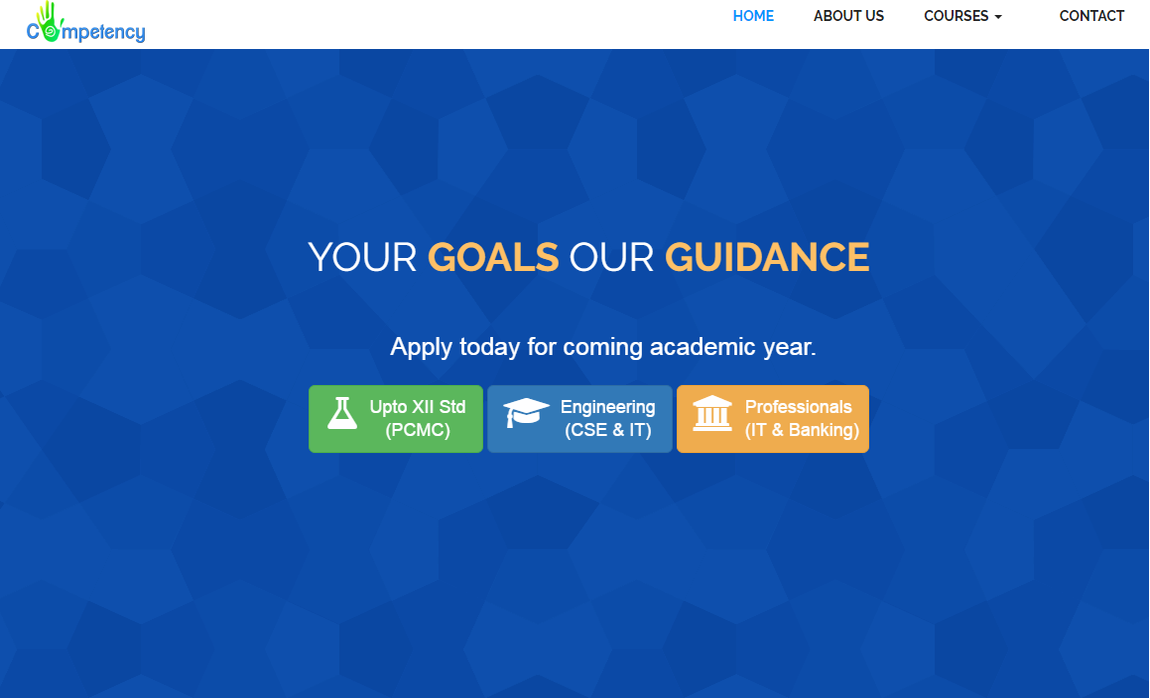 Competency
HOME
ABOUT US
COURSES
CONTACT
YOUR GOALS OUR GUIDANCE
Apply today for coming academic year.
Upto XII Std
(PCMC)
Engineering
(CSE & IT)
Professionals
(IT & Banking)